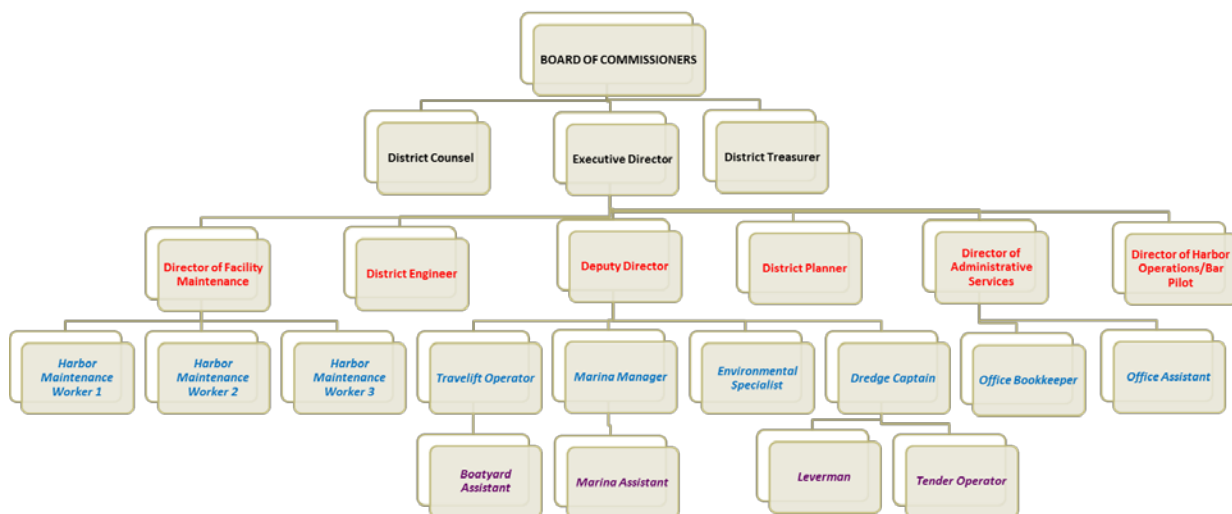 BOARD OF COMMISSIONERS
District Counsel
Executive Director
District Treasurer
Director of Facility
Maintenance
District Engineer
Deputy Director
District Planner
Director of
Administrative
Services
Director of Harbor
Operations/Bar
Pilot
Harbor
Maintenance
Worker 1
Harbor
Maintenance
Worker 2
Harbor
Maintenance
Worker 3
Travelift Operator
Marina Manager
Environmental
Specialist
Dredge Captain
Office Bookkeeper
Office Assistant
Boatyard
Assistant
Marina Assistant
Leverman
Tender Operator